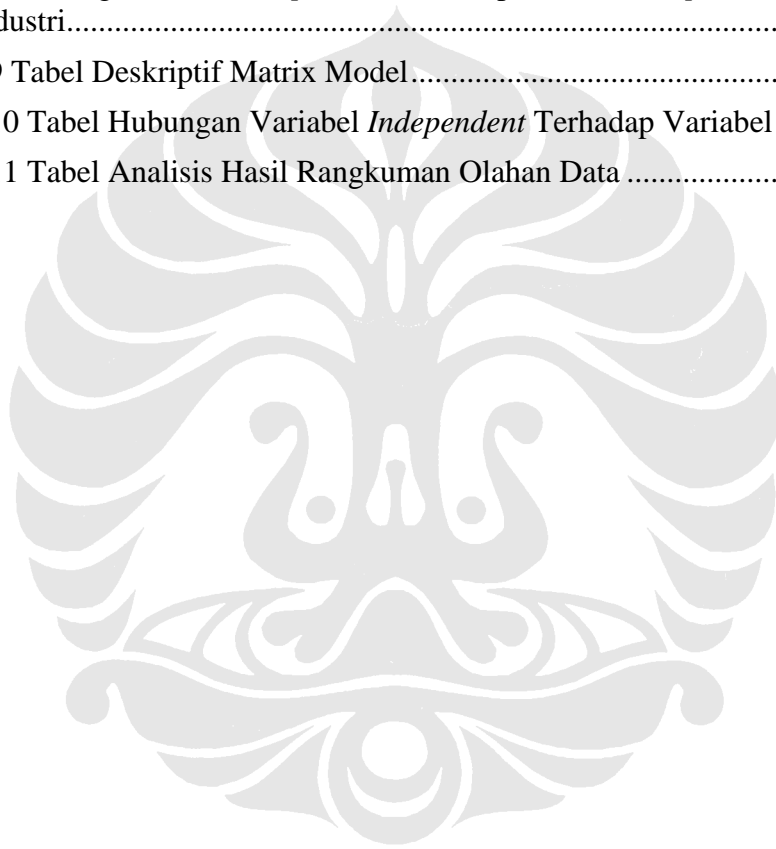 dustri...........................................................................................................
Tabel Deskriptif Matrix Model.......................................................
0 Tabel Hubungan Variabel Independent Terhadap Variabel
1 Tabel Analisis Hasil Rangkuman Olahan Data ......................